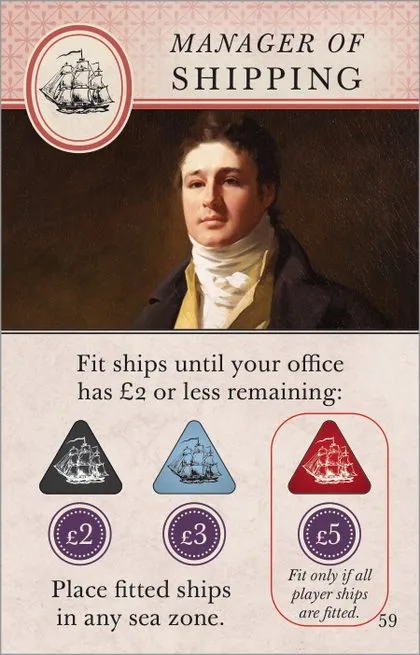 MANAGER OF
SHIPPING
Fit ships until your office
has £2 or less remaining:
£2
£3
£5
Fit only if all
player ships
are fitted.
Place fitted ships
in any sea zone.
59